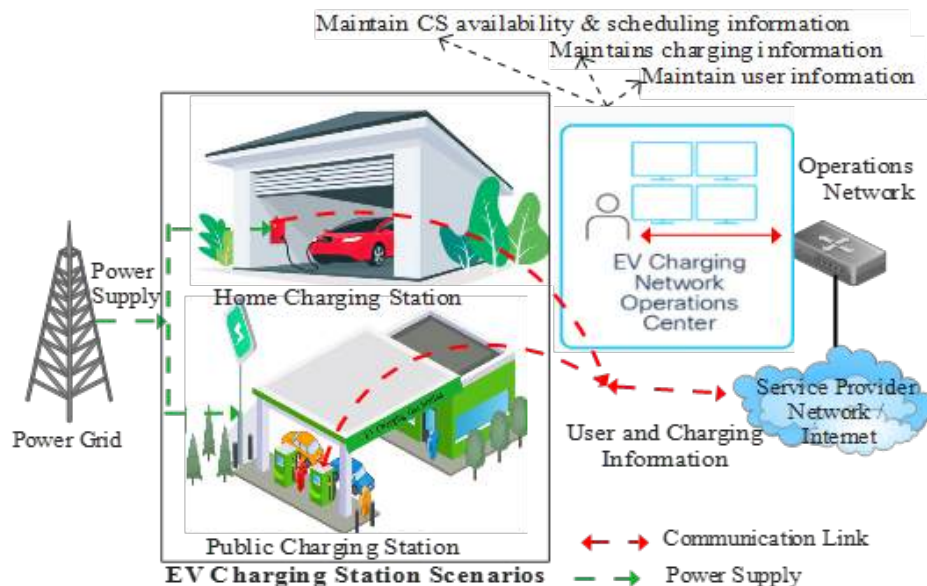 Maintain CS availability & scheduling information
Maintains charging information
Maintain user information
Operations
Network
EV Charging
Network
Operations
Center
Power
Supply
Home Charging Station
Power Grid
Service Provider
Network /
Internet
User and Charging
Information
Public Charging Station
EV Charging Station Scenarios
Communication Link
Power Supply